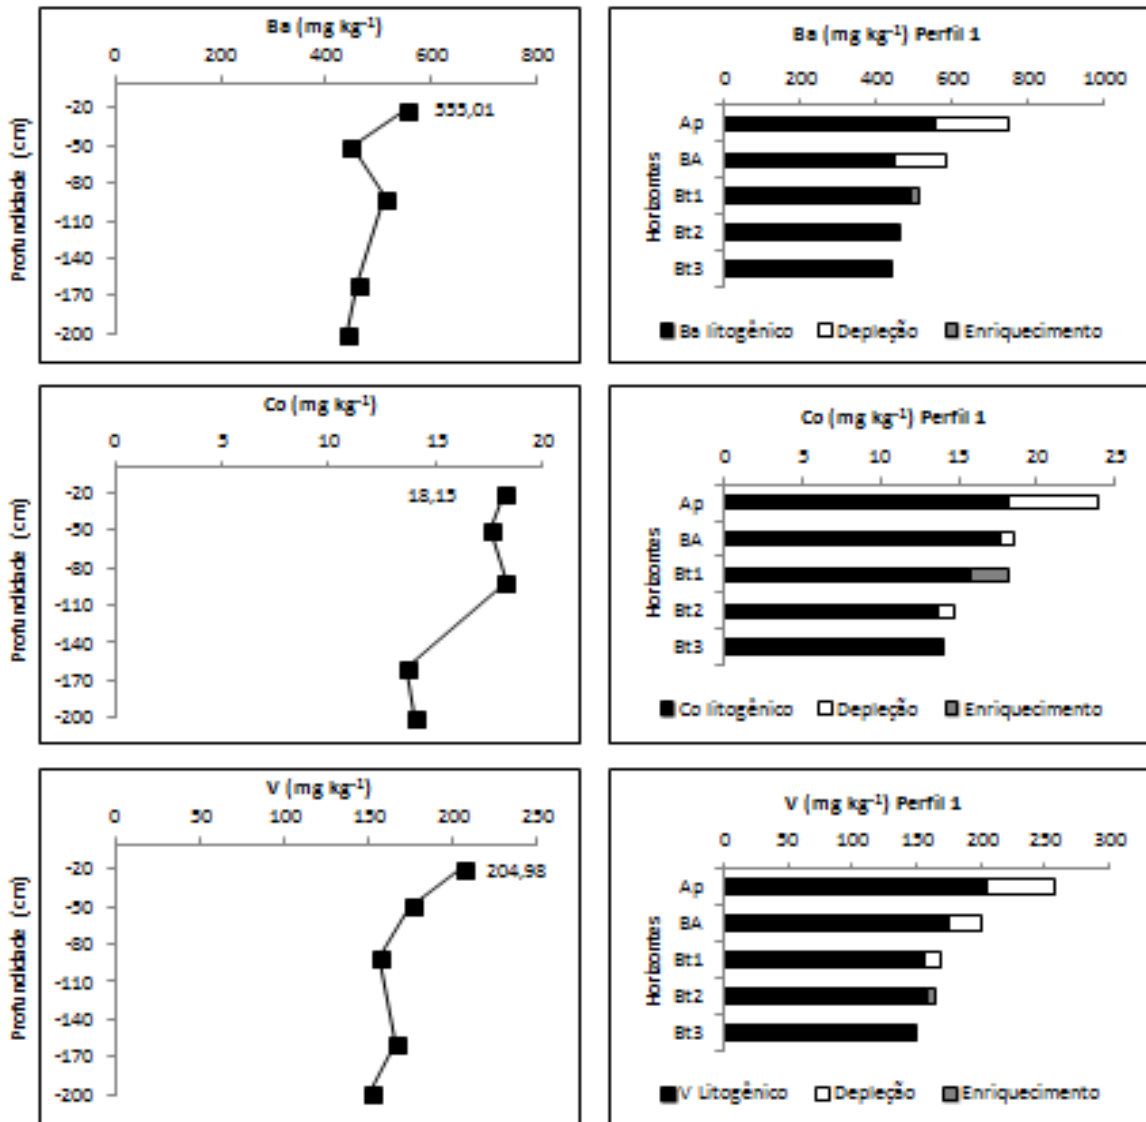 Ba (mg kg⁻¹)
0 200 400 600 800
Profundidade (cm)
-20
-50
-80
-110
-140
-170
-200
555,01
Ba (mg kg⁻¹) Perfil 1
0 200 400 600 800 1000
Horizontes
Ap
BA
Bt1
Bt2
Bt3
Ba litogênico Depleção Enriquecimento
Co (mg kg⁻¹)
0 5 10 15 20
Profundidade (cm)
-20
-50
-80
-110
-140
-170
-200
18,15
Co (mg kg⁻¹) Perfil 1
0 5 10 15 20 25
Horizontes
Ap
BA
Bt1
Bt2
Bt3
Co litogênico Depleção Enriquecimento
V (mg kg⁻¹)
0 50 100 150 200 250
Profundidade (cm)
-20
-50
-80
-110
-140
-170
-200
204,98
V (mg kg⁻¹) Perfil 1
0 50 100 150 200 300
Horizontes
Ap
BA
Bt1
Bt2
Bt3
V Litogênico Depleção Enriquecimento